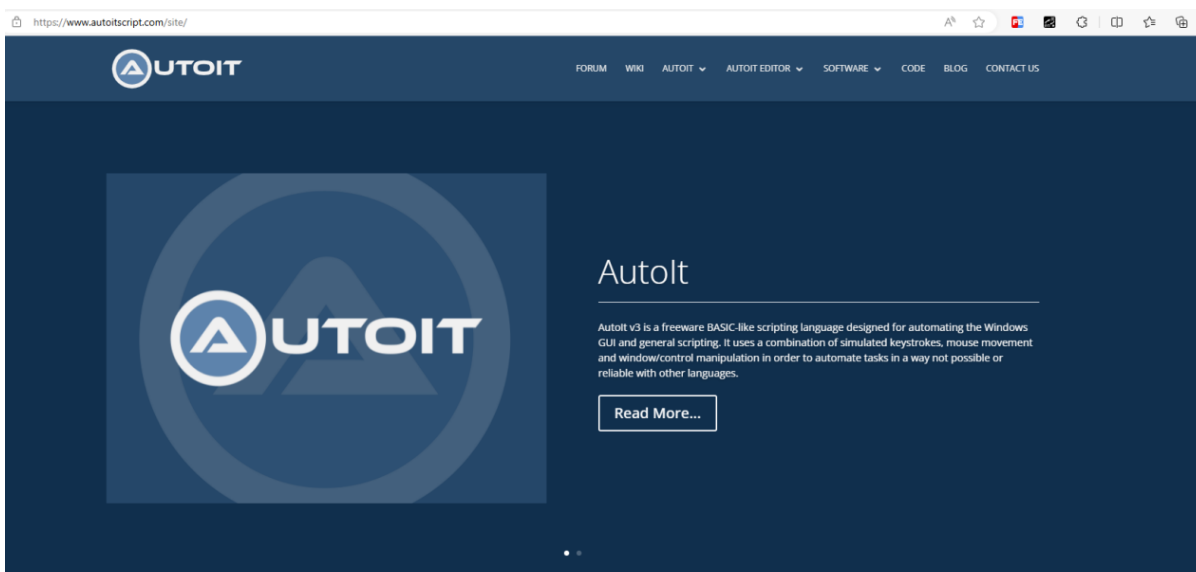 https://www.autoitscript.com/site/
AUTOIT
FORUM WIKI AUTOIT AUTOIT EDITOR SOFTWARE CODE BLOG CONTACT US
AUTOIT
AutoIt
AutoIt v3 is a freeware BASIC-like scripting language designed for automating the Windows
GUI and general scripting. It uses a combination of simulated keystrokes, mouse movement
and window/control manipulation in order to automate tasks in a way not possible or
reliable with other languages.
Read More...